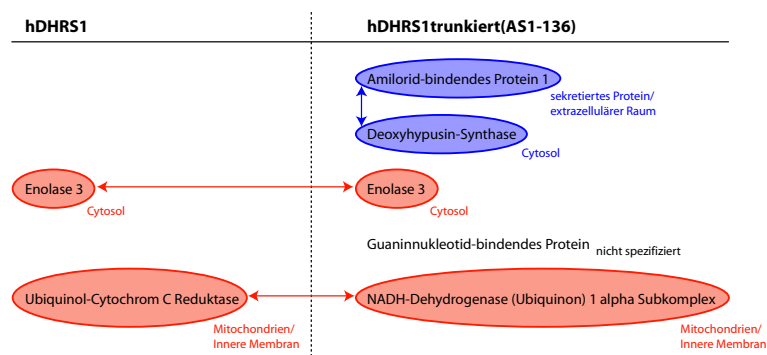 hDHRS1
hDHRS1trunkiert(AS1-136)
Amilorid-bindendes Protein 1
sekretiertes Protein/
extrazellulärer Raum
Deoxyhypusin-Synthase
Cytosol
Enolase 3
Cytosol
Enolase 3
Cytosol
Guaninnukleotid-bindendes Protein nicht spezifiziert
Ubiquinol-Cytochrom C Reduktase
Mitochondrien/
Innere Membran
NADH-Dehydrogenase (Ubiquinon) 1 alpha Subkomplex
Mitochondrien/
Innere Membran